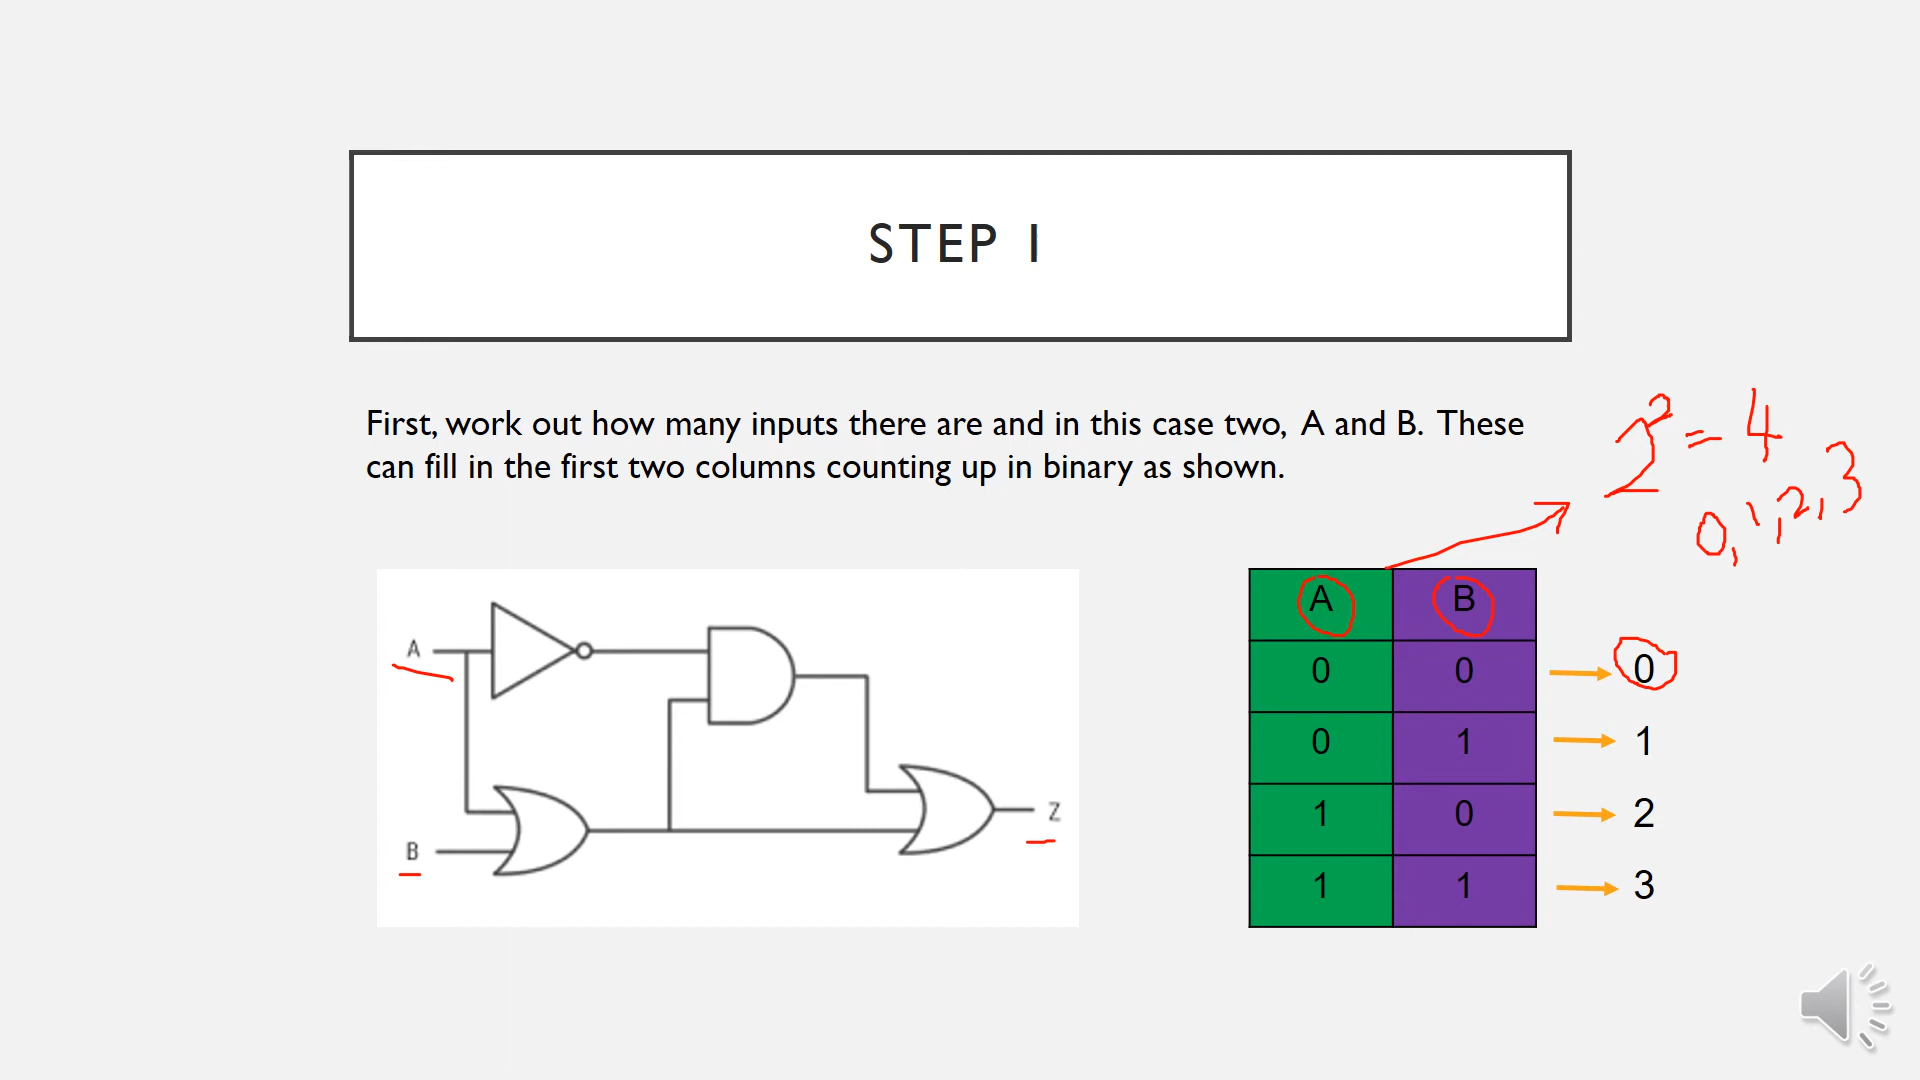 STEP 1
First, work out how many inputs there are and in this case two, A and B. These
can fill in the first two columns counting up in binary as shown.
2² = 4
0, 1, 2, 3
A
B
Z
A B
0 0 0
0 1 1
1 0 2
1 1 3